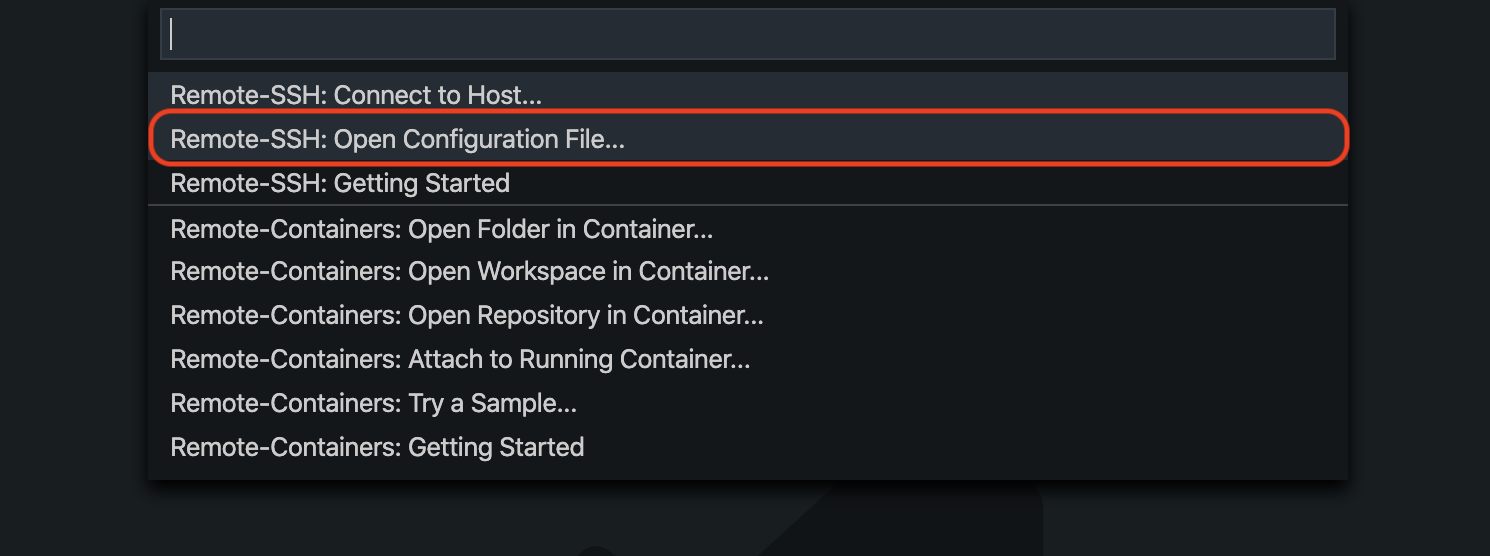 Remote-SSH: Connect to Host...
Remote-SSH: Open Configuration File...
Remote-SSH: Getting Started
Remote-Containers: Open Folder in Container...
Remote-Containers: Open Workspace in Container...
Remote-Containers: Open Repository in Container...
Remote-Containers: Attach to Running Container...
Remote-Containers: Try a Sample...
Remote-Containers: Getting Started